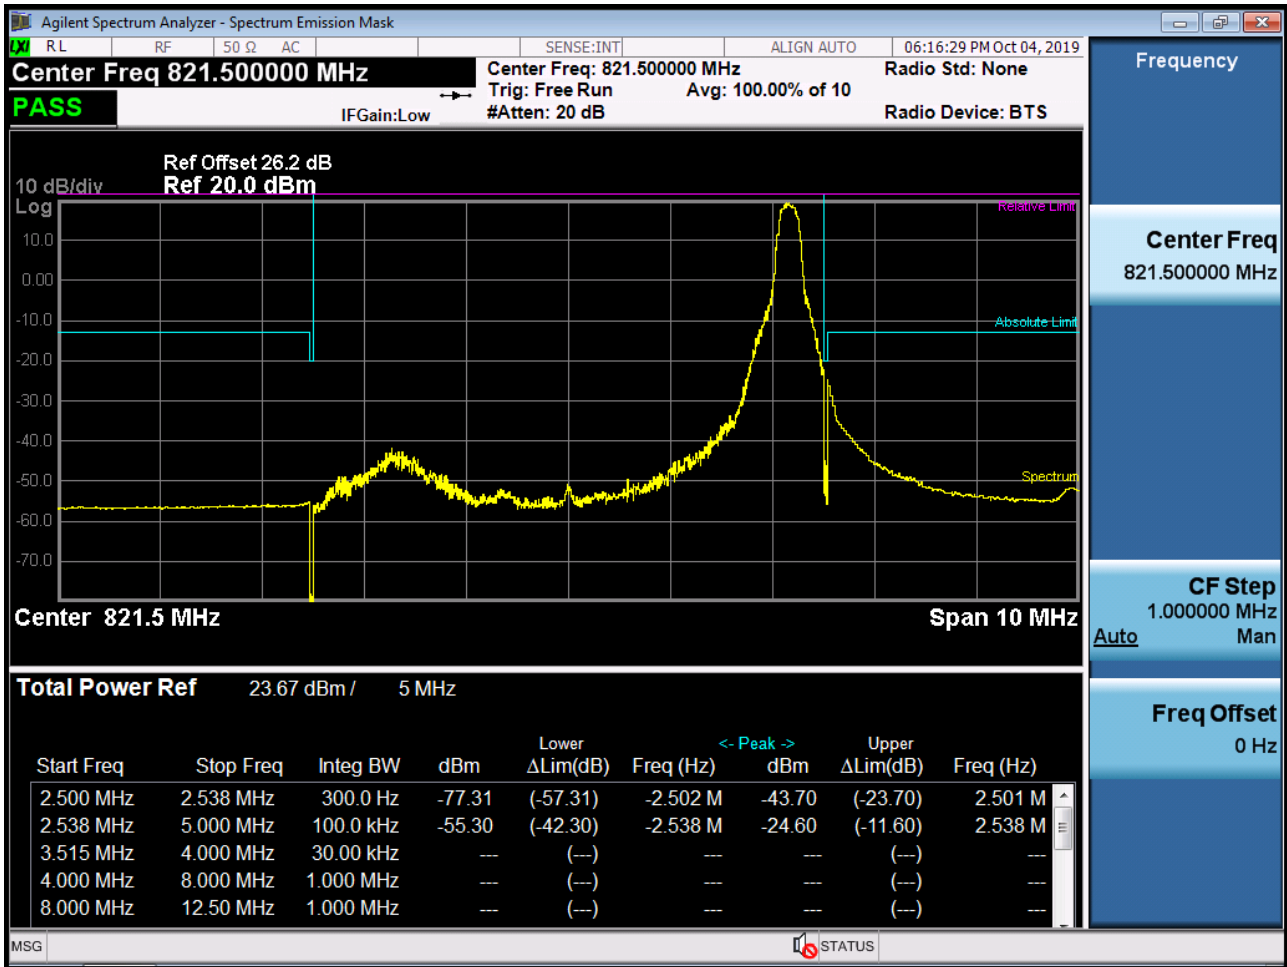 Agilent Spectrum Analyzer - Spectrum Emission Mask
LXI RL RF 50 Ω AC SENSE:INT ALIGN AUTO 06:16:29 PM Oct 04, 2019
Center Freq 821.500000 MHz
Center Freq: 821.500000 MHz Radio Std: None
Trig: Free Run Avg: 100.00% of 10
PASS
IFGain:Low #Atten: 20 dB Radio Device: BTS
Ref Offset 26.2 dB
10 dB/div Ref 20.0 dBm
Log
Relative Limit
10.0
0.00
-10.0
Absolute Limit
-20.0
-30.0
-40.0
-50.0
Spectrum
-60.0
-70.0
Center 821.5 MHz Span 10 MHz
Total Power Ref 23.67 dBm / 5 MHz
Lower <- Peak -> Upper
Start Freq Stop Freq Integ BW dBm ΔLim(dB) Freq (Hz) dBm ΔLim(dB) Freq (Hz)
2.500 MHz 2.538 MHz 300.0 Hz -77.31 (-57.31) -2.502 M -43.70 (-23.70) 2.501 M
2.538 MHz 5.000 MHz 100.0 kHz -55.30 (-42.30) -2.538 M -24.60 (-11.60) 2.538 M
3.515 MHz 4.000 MHz 30.00 kHz --- (---) --- --- (---) ---
4.000 MHz 8.000 MHz 1.000 MHz --- (---) --- --- (---) ---
8.000 MHz 12.50 MHz 1.000 MHz --- (---) --- --- (---) ---
MSG STATUS
Frequency
Center Freq
821.500000 MHz
CF Step
1.000000 MHz
Auto Man
Freq Offset
0 Hz